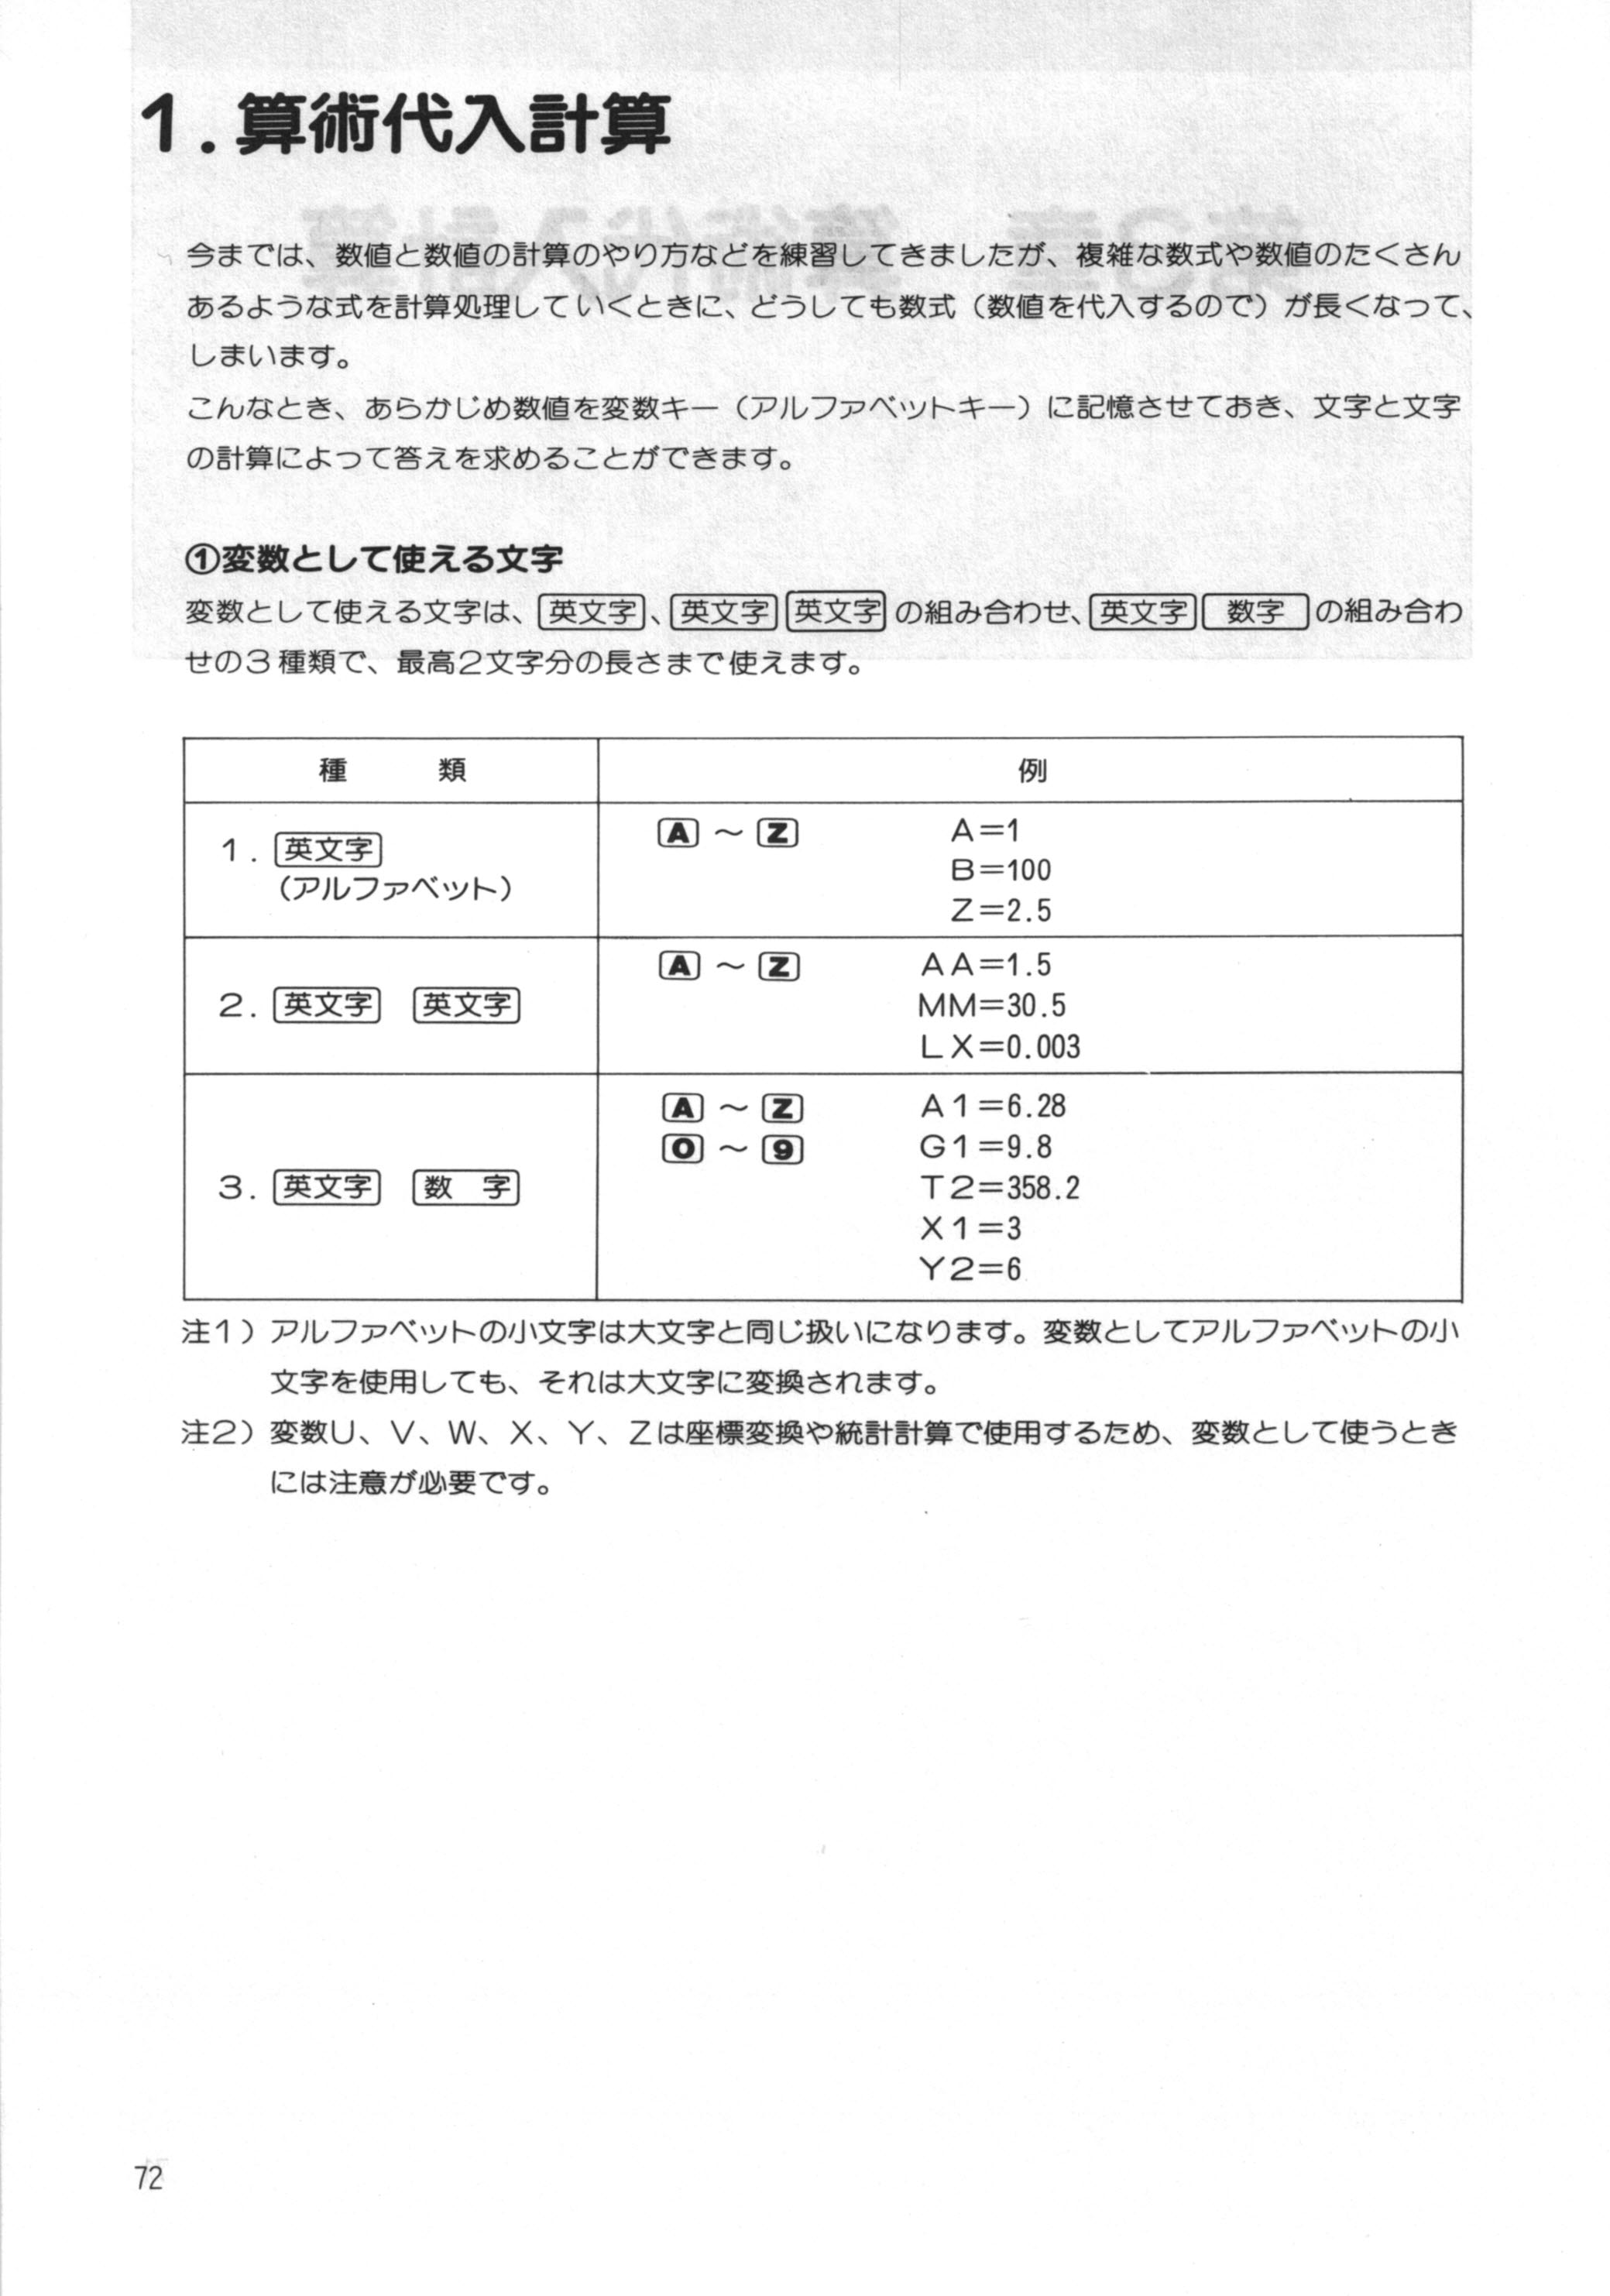 1.算術代入計算
今までは、数値と数値の計算のやり方などを練習してきましたが、複雑な数式や数値のたくさん
あるような式を計算処理していくときに、どうしても数式（数値を代入するので）が長くなって、
しまいます。
こんなとき、あらかじめ数値を変数キー（アルファベットキー）に記憶させておき、文字と文字
の計算によって答えを求めることができます。
①変数として使える文字
変数として使える文字は、英文字、英文字 英文字 の組み合わせ、英文字 数字 の組み合わ
せの3種類で、最高2文字分の長さまで使えます。
種　類　例
1. 英文字
（アルファベット）
A ～ Z　A=1
B=100
Z=2.5
2. 英文字　英文字
A ～ Z　AA=1.5
MM=30.5
LX=0.003
3. 英文字　数　字
A ～ Z　A1=6.28
0 ～ 9　G1=9.8
T2=358.2
X1=3
Y2=6
注1）アルファベットの小文字は大文字と同じ扱いになります。変数としてアルファベットの小
文字を使用しても、それは大文字に変換されます。
注2）変数U、V、W、X、Y、Zは座標変換や統計計算で使用するため、変数として使うとき
には注意が必要です。
72